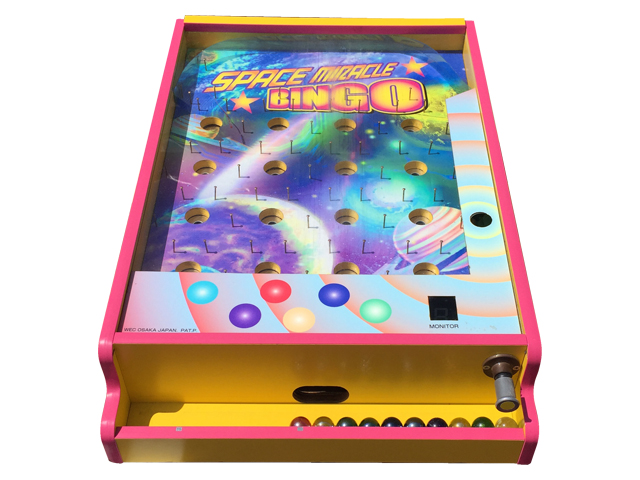 SPACE MIRACLE
BINGO
MONITOR
WEC OSAKA JAPAN PAT.P.